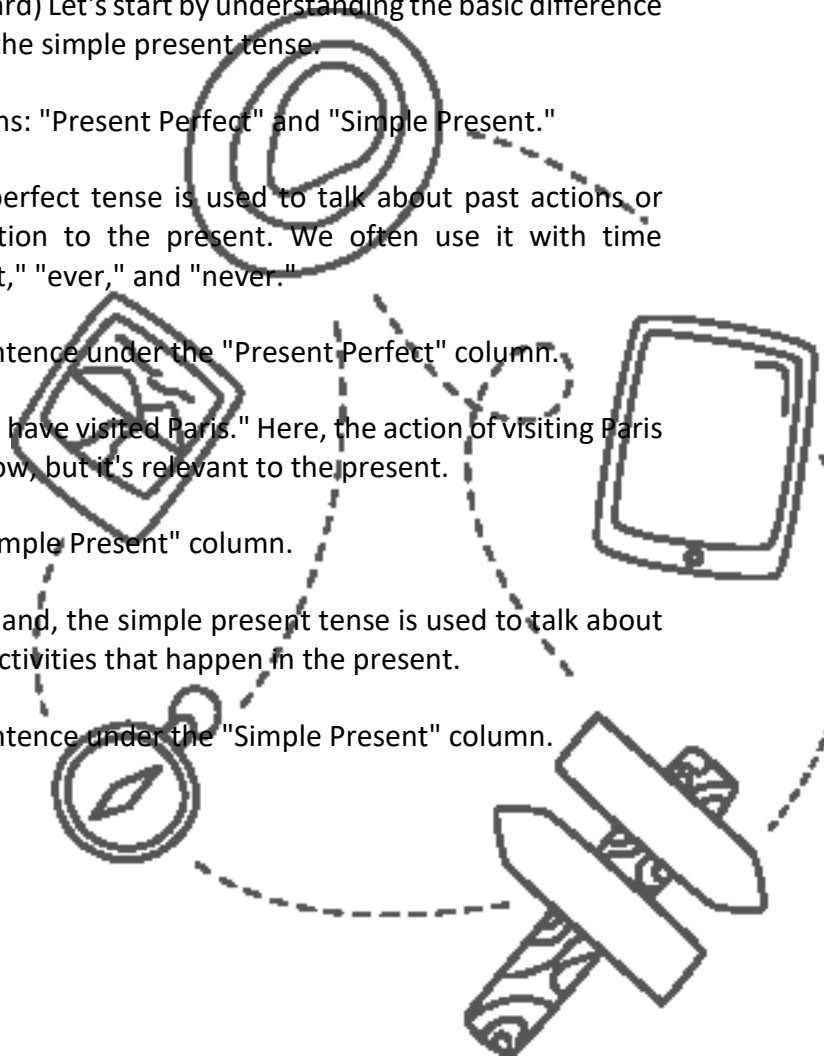 ard) Let's start by understanding the basic difference
the simple present tense.
ns: "Present Perfect" and "Simple Present."
perfect tense is used to talk about past actions or
tion to the present. We often use it with time
t," "ever," and "never."
ntence under the "Present Perfect" column.
have visited Paris." Here, the action of visiting Paris
ow, but it's relevant to the present.
mple Present" column.
and, the simple present tense is used to talk about
ctivities that happen in the present.
ntence under the "Simple Present" column.